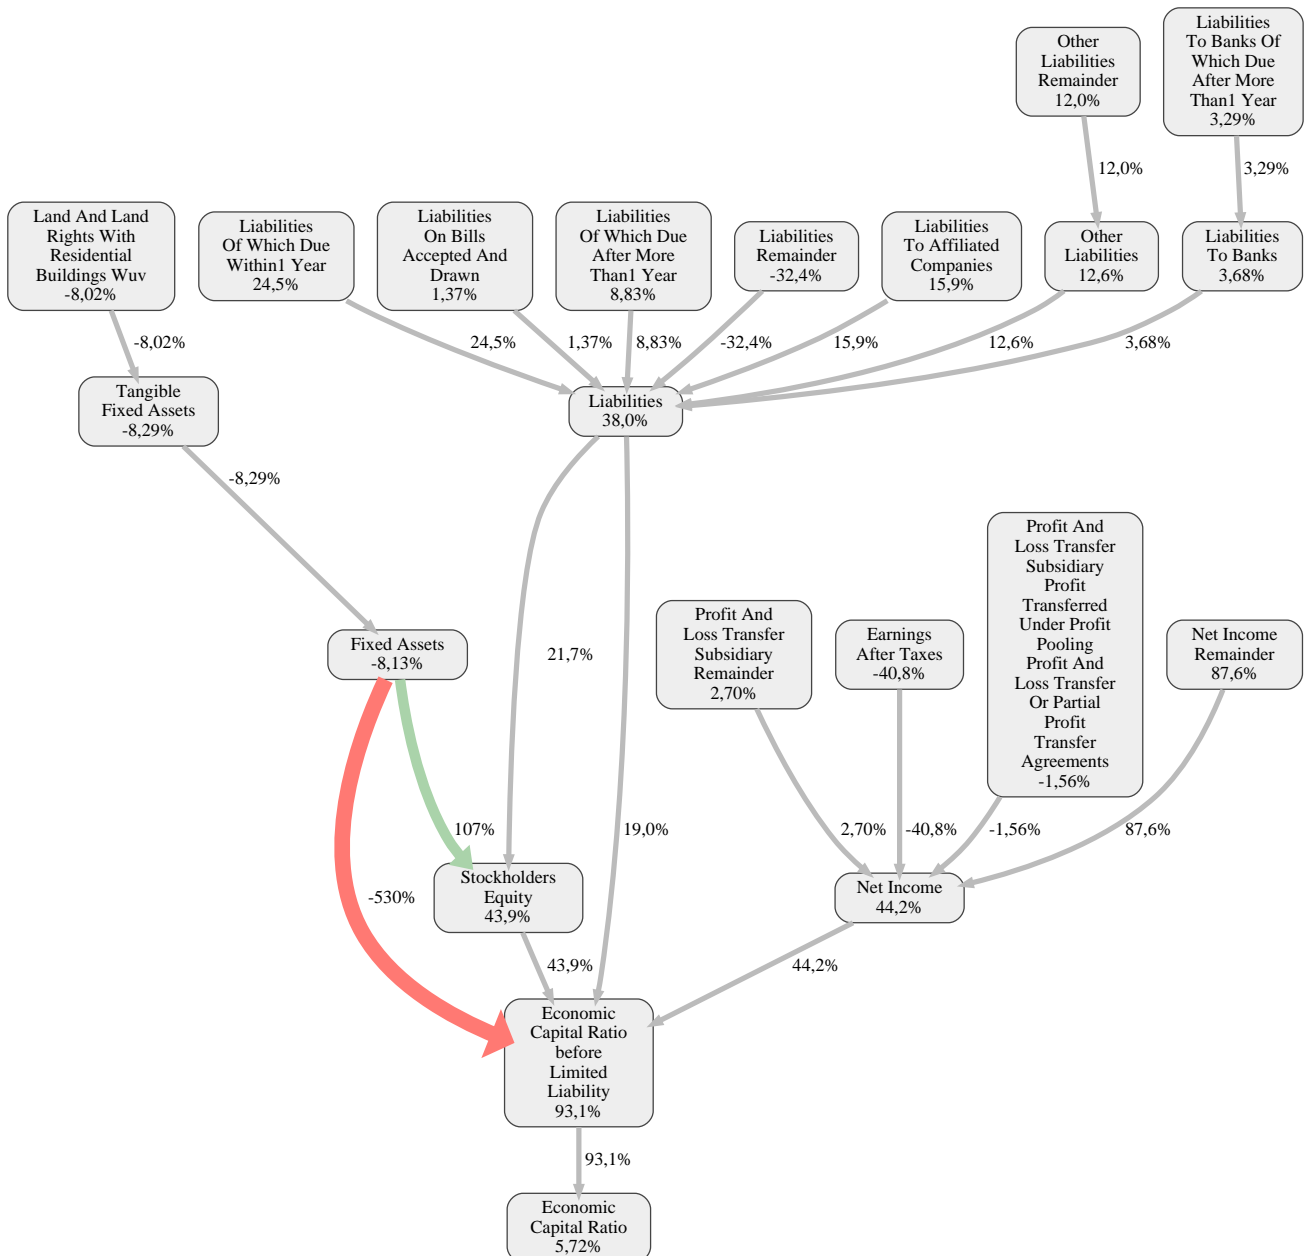 Other
Liabilities
Remainder
12,0%
Liabilities
To Banks Of
Which Due
After More
Than1 Year
3,29%
12,0%
3,29%
Land And Land
Rights With
Residential
Buildings Wuv
-8,02%
Liabilities
Of Which Due
Within1 Year
24,5%
Liabilities
On Bills
Accepted And
Drawn
1,37%
Liabilities
Of Which Due
After More
Than1 Year
8,83%
Liabilities
Remainder
-32,4%
Liabilities
To Affiliated
Companies
15,9%
Other
Liabilities
12,6%
Liabilities
To Banks
3,68%
-8,02%
24,5%
1,37%
8,83%
-32,4%
15,9%
12,6%
3,68%
Tangible
Fixed Assets
-8,29%
Liabilities
38,0%
-8,29%
Fixed Assets
-8,13%
21,7%
Profit And
Loss Transfer
Subsidiary
Remainder
2,70%
Earnings
After Taxes
-40,8%
Profit And
Loss Transfer
Subsidiary
Profit
Transferred
Under Profit
Pooling
Profit And
Loss Transfer
Or Partial
Profit
Transfer
Agreements
-1,56%
Net Income
Remainder
87,6%
107%
19,0%
2,70%
-40,8%
-1,56%
87,6%
-530%
Stockholders
Equity
43,9%
Net Income
44,2%
43,9%
44,2%
Economic
Capital Ratio
before
Limited
Liability
93,1%
93,1%
Economic
Capital Ratio
5,72%